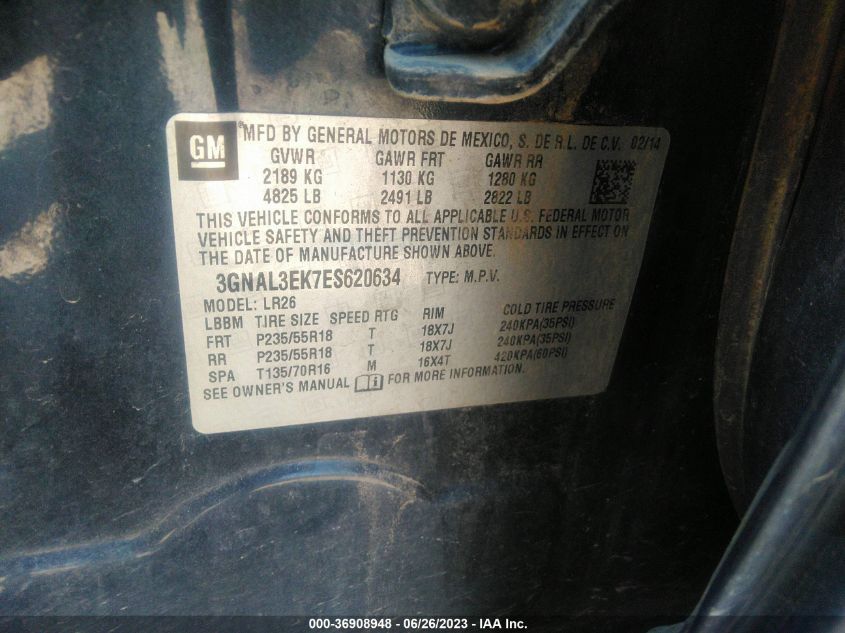 GM ®MFD BY GENERAL MOTORS DE MEXICO, S. DE R.L. DE C.V. 02/14
GVWR GAWR FRT GAWR RR
2189 KG 1130 KG 1280 KG
4825 LB 2491 LB 2822 LB
THIS VEHICLE CONFORMS TO ALL APPLICABLE U.S. FEDERAL MOTOR
VEHICLE SAFETY AND THEFT PREVENTION STANDARDS IN EFFECT ON
THE DATE OF MANUFACTURE SHOWN ABOVE.
3GNAL3EK7ES620634 TYPE: M.P.V.
MODEL: LR26
LBBM TIRE SIZE SPEED RTG RIM COLD TIRE PRESSURE
FRT P235/55R18 T 18X7J 240KPA(35PSI)
RR P235/55R18 T 18X7J 240KPA(35PSI)
SPA T135/70R16 M 16X4T 420KPA(60PSI)
SEE OWNER'S MANUAL FOR MORE INFORMATION.
000-36908948 - 06/26/2023 - IAA Inc.